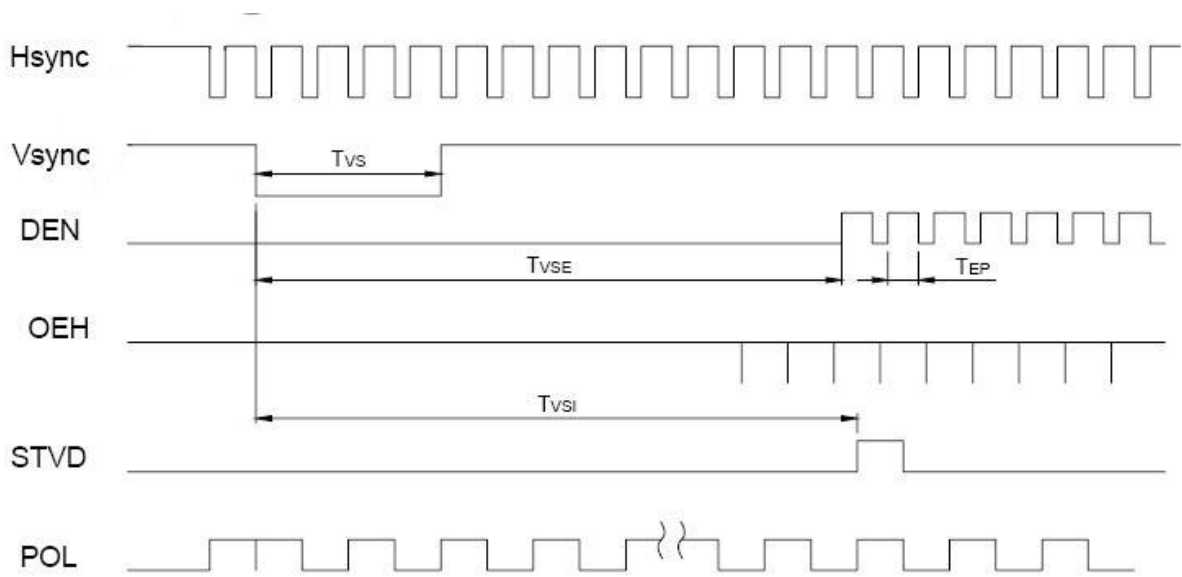 Hsync
Vsync
TVS
DEN
TVSE
TEP
OEH
TVSI
STVD
POL